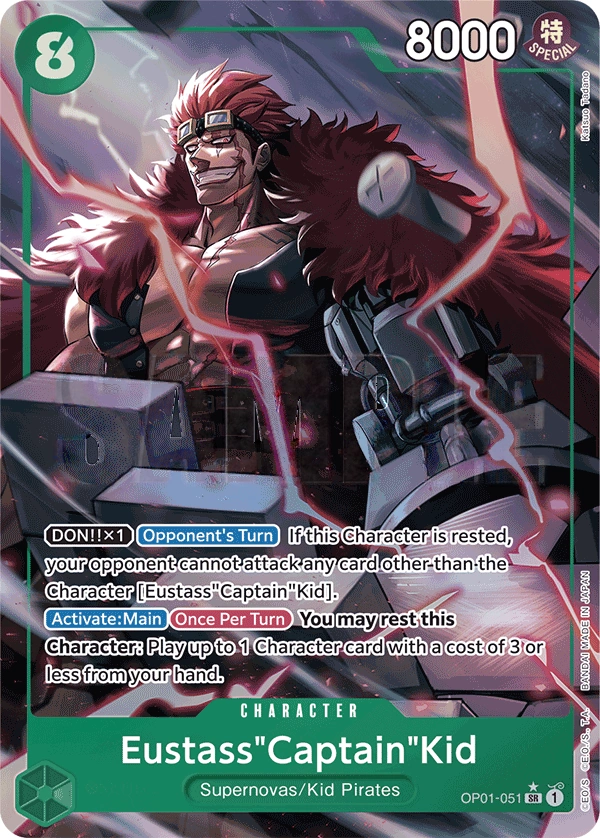 8
8000
特
SPECIAL
Katsuo Tadano
SAMPLE
DON!!×1 Opponent's Turn If this Character is rested,
your opponent cannot attack any card other than the
Character [Eustass"Captain"Kid].
Activate:Main Once Per Turn You may rest this
Character: Play up to 1 Character card with a cost of 3 or
less from your hand.
©EO/S. ©EIO/S., T.A. BANDAI MADE IN JAPAN
CHARACTER
Eustass"Captain"Kid
Supernovas/Kid Pirates
OP01-051 SR 1